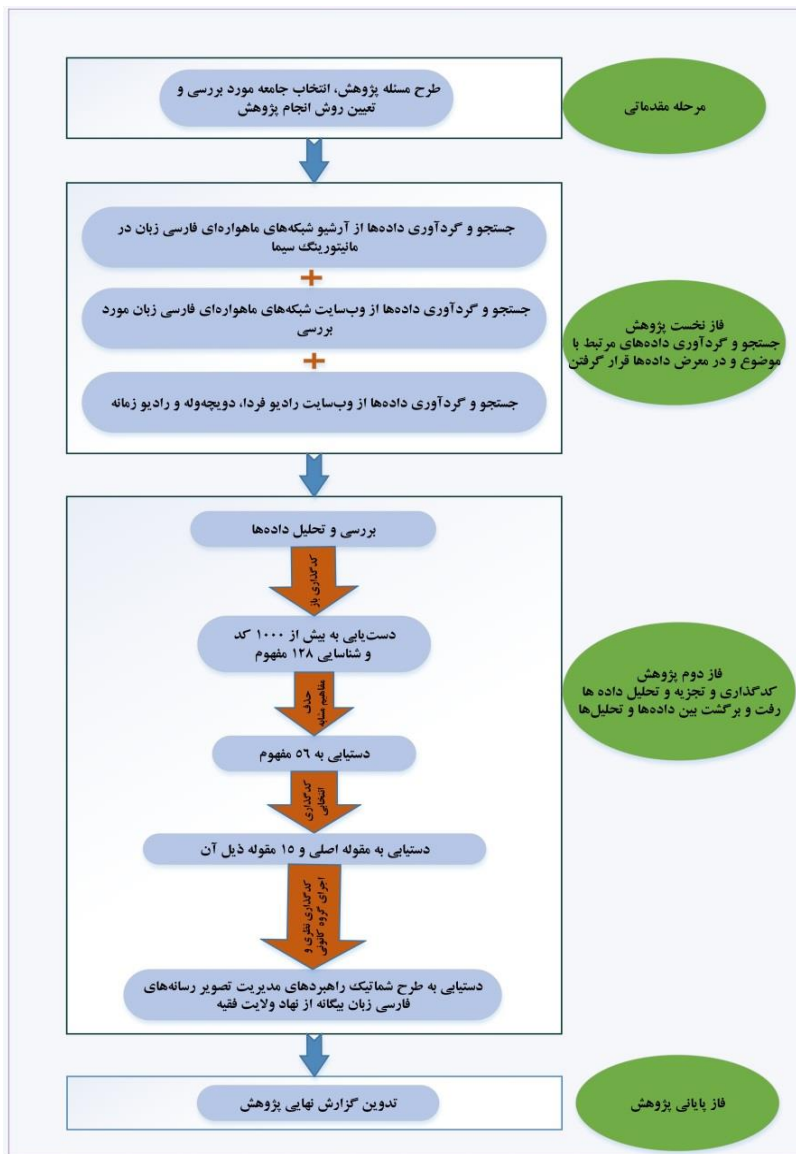 مرحله مقدماتی
طرح مسئله پژوهش، انتخاب جامعه مورد بررسی و
تعیین روش انجام پژوهش
فاز نخست پژوهش
جستجو و گردآوری داده‌های مرتبط با
موضوع و در معرض داده‌ها قرار گرفتن
جستجو و گردآوری داده‌ها از آرشیو شبکه‌های ماهواره‌ای فارسی زبان در
مانیتورینگ سیما
+
جستجو و گردآوری داده‌ها از وب‌سایت شبکه‌های ماهواره‌ای فارسی زبان مورد
بررسی
+
جستجو و گردآوری داده‌ها از وب‌سایت رادیو فردا، دویچه‌وله و رادیو زمانه
فاز دوم پژوهش
کدگذاری و تجزیه و تحلیل داده ها
رفت و برگشت بین داده‌ها و تحلیل‌ها
بررسی و تحلیل داده‌ها
کدگذاری باز
دست‌یابی به بیش از ۱۰۰۰ کد
و شناسایی ۱۲۸ مفهوم
حذف
مفاهیم مشابه
دستیابی به ۵۶ مفهوم
کدگذاری
انتخابی
دستیابی به مقوله اصلی و ۱۵ مقوله ذیل آن
کدگذاری نظری و
اجرای گروه کانونی
دستیابی به طرح شماتیک راهبردهای مدیریت تصویر رسانه‌های
فارسی زبان بیگانه از نهاد ولایت فقیه
فاز پایانی پژوهش
تدوین گزارش نهایی پژوهش